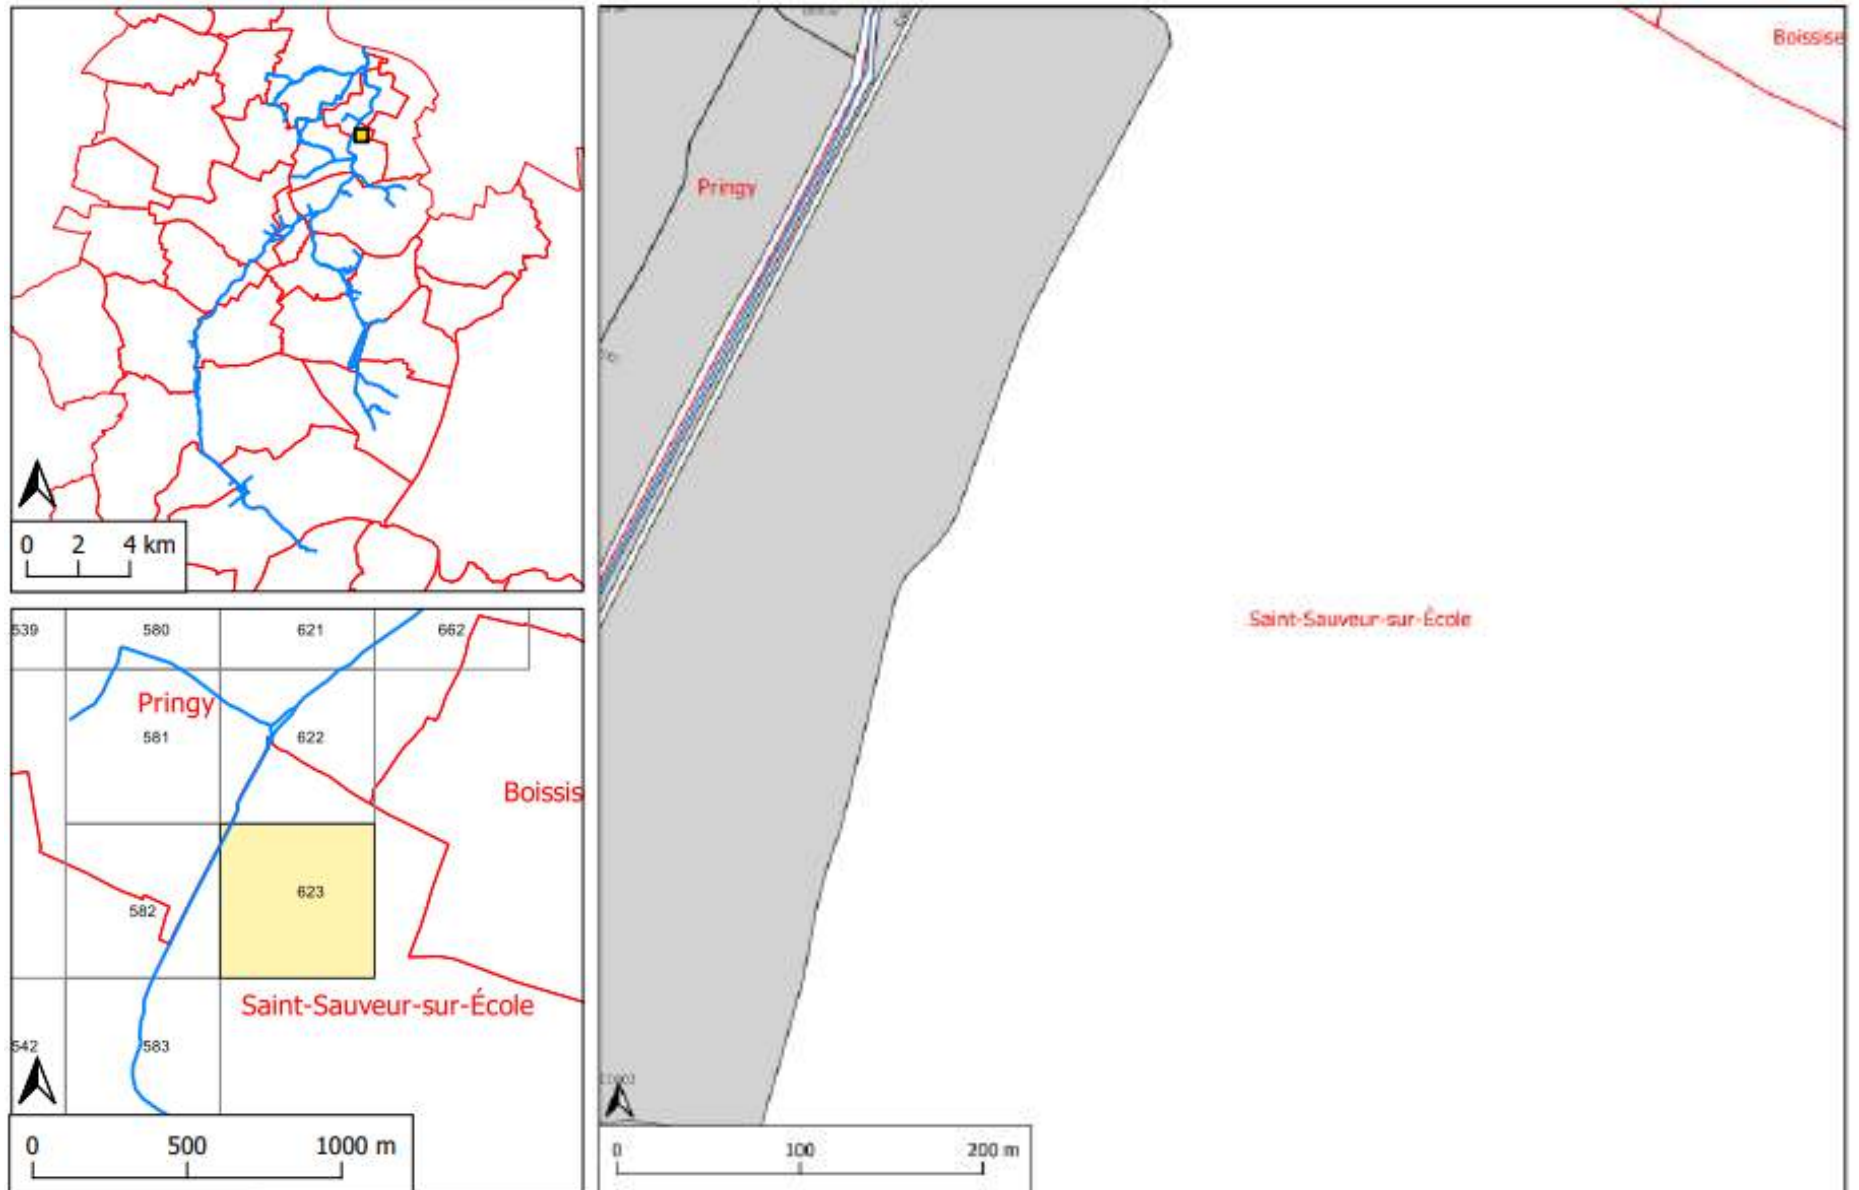 0 2 4 km
539 580 621 662
Pringy
581 622
Boissis
623
582
Saint-Sauveur-sur-École
542 583
0 500 1000 m
Boissise
Pringy
Saint-Sauveur-sur-École
0 100 200 m